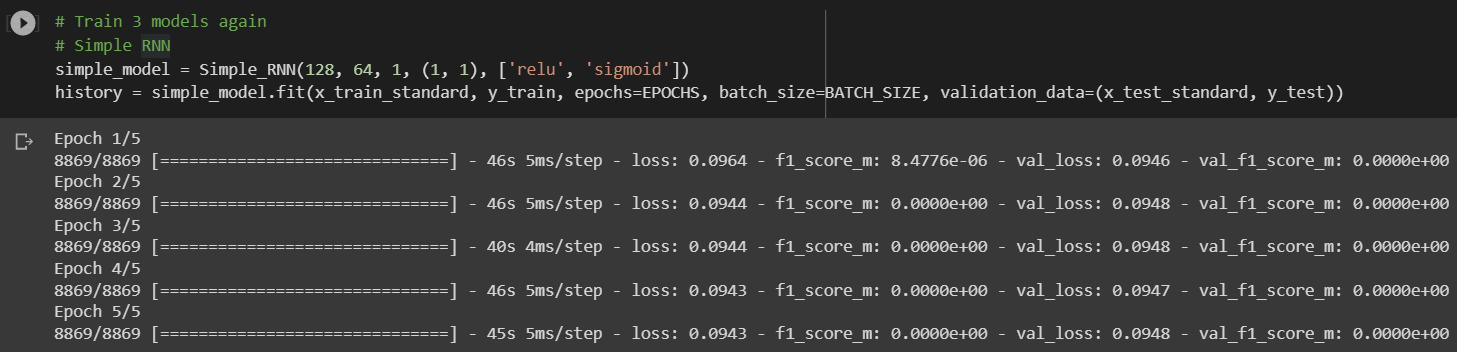 # Train 3 models again
# Simple RNN
simple_model = Simple_RNN(128, 64, 1, (1, 1), ['relu', 'sigmoid'])
history = simple_model.fit(x_train_standard, y_train, epochs=EPOCHS, batch_size=BATCH_SIZE, validation_data=(x_test_standard, y_test))
Epoch 1/5
8869/8869 [==============================] - 46s 5ms/step - loss: 0.0964 - f1_score_m: 8.4776e-06 - val_loss: 0.0946 - val_f1_score_m: 0.0000e+00
Epoch 2/5
8869/8869 [==============================] - 46s 5ms/step - loss: 0.0944 - f1_score_m: 0.0000e+00 - val_loss: 0.0948 - val_f1_score_m: 0.0000e+00
Epoch 3/5
8869/8869 [==============================] - 40s 4ms/step - loss: 0.0944 - f1_score_m: 0.0000e+00 - val_loss: 0.0948 - val_f1_score_m: 0.0000e+00
Epoch 4/5
8869/8869 [==============================] - 46s 5ms/step - loss: 0.0943 - f1_score_m: 0.0000e+00 - val_loss: 0.0947 - val_f1_score_m: 0.0000e+00
Epoch 5/5
8869/8869 [==============================] - 45s 5ms/step - loss: 0.0943 - f1_score_m: 0.0000e+00 - val_loss: 0.0948 - val_f1_score_m: 0.0000e+00